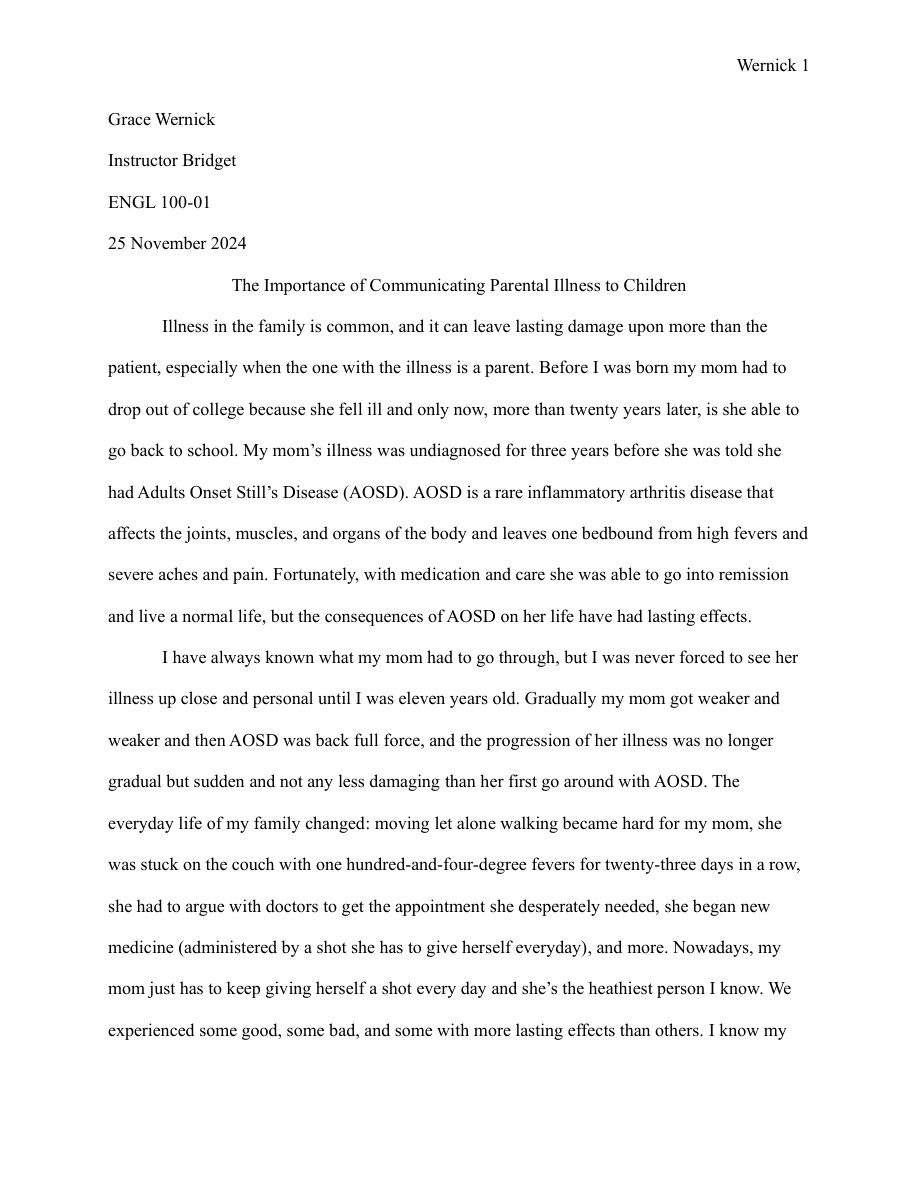 Wernick 1
Grace Wernick
Instructor Bridget
ENGL 100-01
25 November 2024
The Importance of Communicating Parental Illness to Children
Illness in the family is common, and it can leave lasting damage upon more than the
patient, especially when the one with the illness is a parent. Before I was born my mom had to
drop out of college because she fell ill and only now, more than twenty years later, is she able to
go back to school. My mom’s illness was undiagnosed for three years before she was told she
had Adults Onset Still’s Disease (AOSD). AOSD is a rare inflammatory arthritis disease that
affects the joints, muscles, and organs of the body and leaves one bedbound from high fevers and
severe aches and pain. Fortunately, with medication and care she was able to go into remission
and live a normal life, but the consequences of AOSD on her life have had lasting effects.
I have always known what my mom had to go through, but I was never forced to see her
illness up close and personal until I was eleven years old. Gradually my mom got weaker and
weaker and then AOSD was back full force, and the progression of her illness was no longer
gradual but sudden and not any less damaging than her first go around with AOSD. The
everyday life of my family changed: moving let alone walking became hard for my mom, she
was stuck on the couch with one hundred-and-four-degree fevers for twenty-three days in a row,
she had to argue with doctors to get the appointment she desperately needed, she began new
medicine (administered by a shot she has to give herself everyday), and more. Nowadays, my
mom just has to keep giving herself a shot every day and she’s the heathiest person I know. We
experienced some good, some bad, and some with more lasting effects than others. I know my